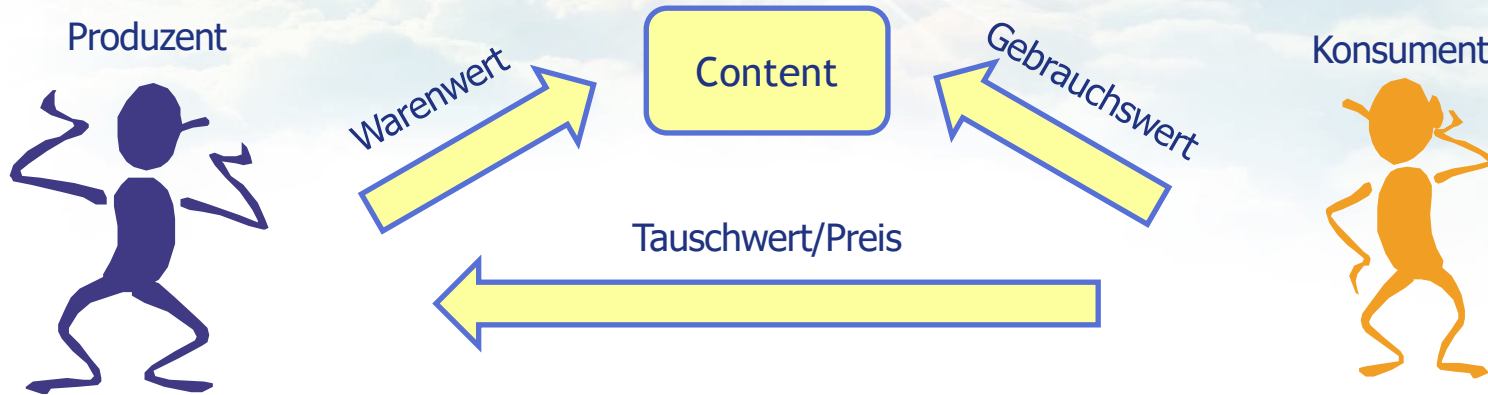 Produzent
Warenwert
Content
Gebrauchswert
Konsument
Tauschwert/Preis